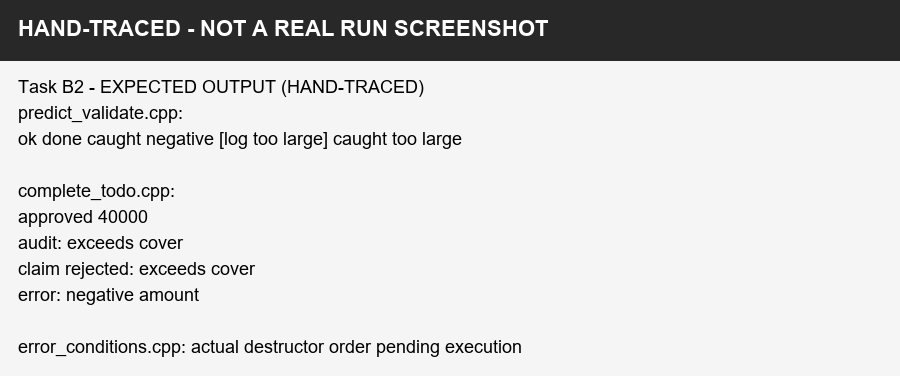 HAND-TRACED - NOT A REAL RUN SCREENSHOT
Task B2 - EXPECTED OUTPUT (HAND-TRACED)
predict_validate.cpp:
ok done caught negative [log too large] caught too large
complete_todo.cpp:
approved 40000
audit: exceeds cover
claim rejected: exceeds cover
error: negative amount
error_conditions.cpp: actual destructor order pending execution